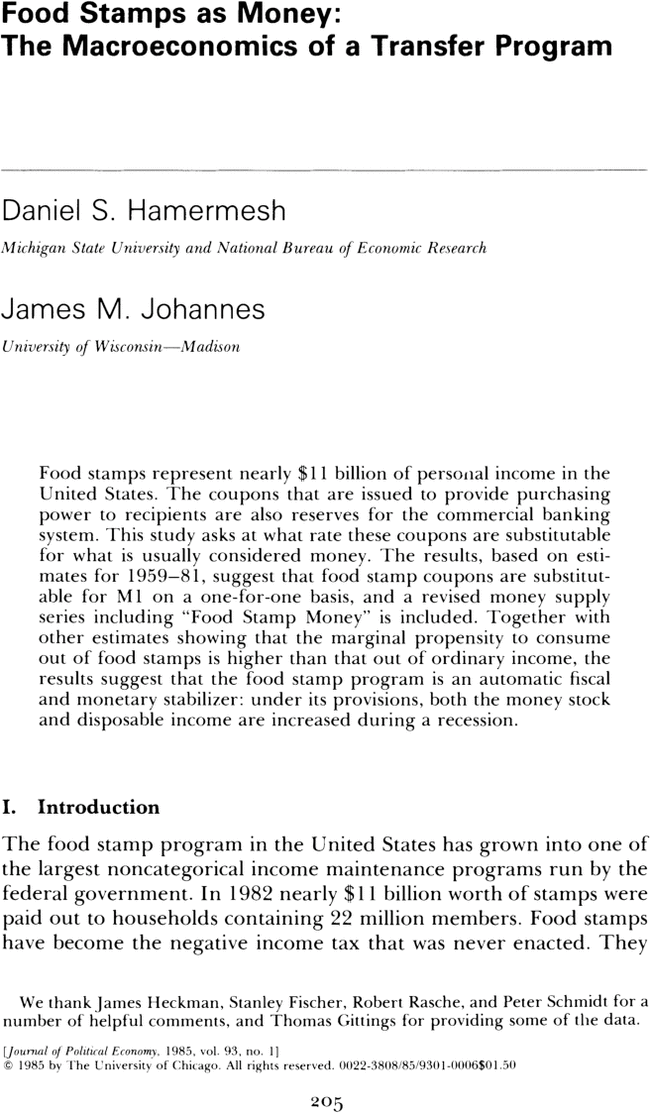 Food Stamps as Money:
The Macroeconomics of a Transfer Program
Daniel S. Hamermesh
Michigan State University and National Bureau of Economic Research
James M. Johannes
University of Wisconsin—Madison
Food stamps represent nearly $11 billion of personal income in the
United States. The coupons that are issued to provide purchasing
power to recipients are also reserves for the commercial banking
system. This study asks at what rate these coupons are substitutable
for what is usually considered money. The results, based on esti-
mates for 1959–81, suggest that food stamp coupons are substitut-
able for M1 on a one-for-one basis, and a revised money supply
series including “Food Stamp Money” is included. Together with
other estimates showing that the marginal propensity to consume
out of food stamps is higher than that out of ordinary income, the
results suggest that the food stamp program is an automatic fiscal
and monetary stabilizer: under its provisions, both the money stock
and disposable income are increased during a recession.
I. Introduction
The food stamp program in the United States has grown into one of
the largest noncategorical income maintenance programs run by the
federal government. In 1982 nearly $11 billion worth of stamps were
paid out to households containing 22 million members. Food stamps
have become the negative income tax that was never enacted. They
We thank James Heckman, Stanley Fischer, Robert Rasche, and Peter Schmidt for a
number of helpful comments, and Thomas Gittings for providing some of the data.
[Journal of Political Economy, 1985, vol. 93, no. 1]
© 1985 by The University of Chicago. All rights reserved. 0022-3808/85/9301-0006$01.50
205